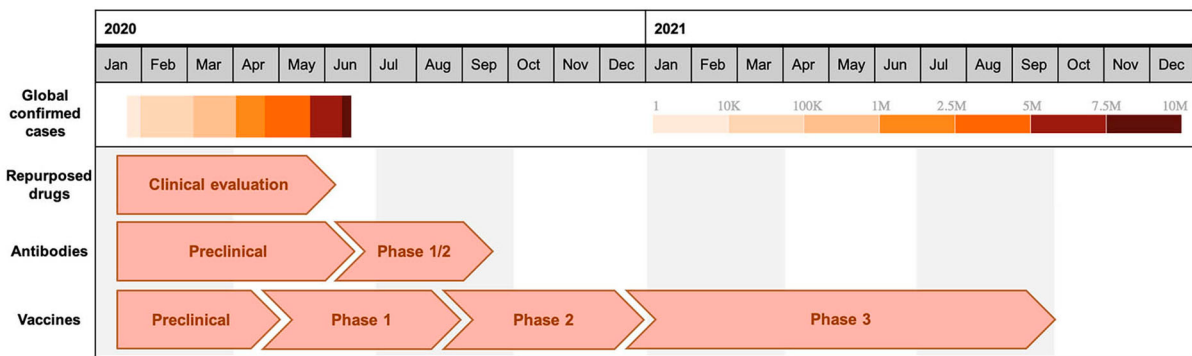 2020 2021
Jan Feb Mar Apr May Jun Jul Aug Sep Oct Nov Dec Jan Feb Mar Apr May Jun Jul Aug Sep Oct Nov Dec
Global
confirmed
cases
1 10K 100K 1M 2.5M 5M 7.5M 10M
Repurposed
drugs
Clinical evaluation
Antibodies Preclinical Phase 1/2
Vaccines Preclinical Phase 1 Phase 2 Phase 3